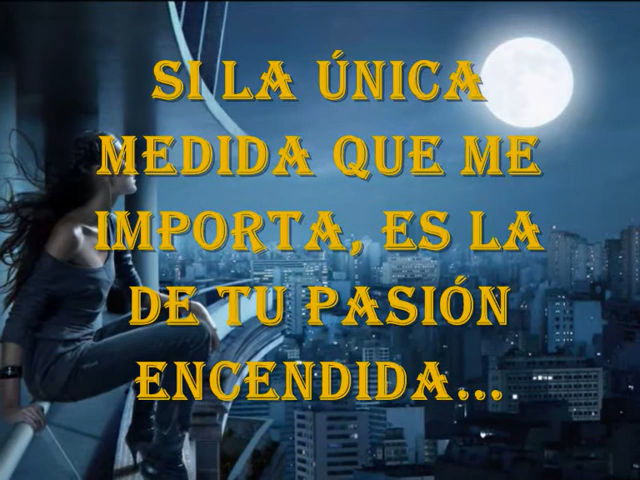 SI LA ÚNICA
MEDIDA QUE ME
IMPORTA, ES LA
DE TU PASIÓN
ENCENDIDA...